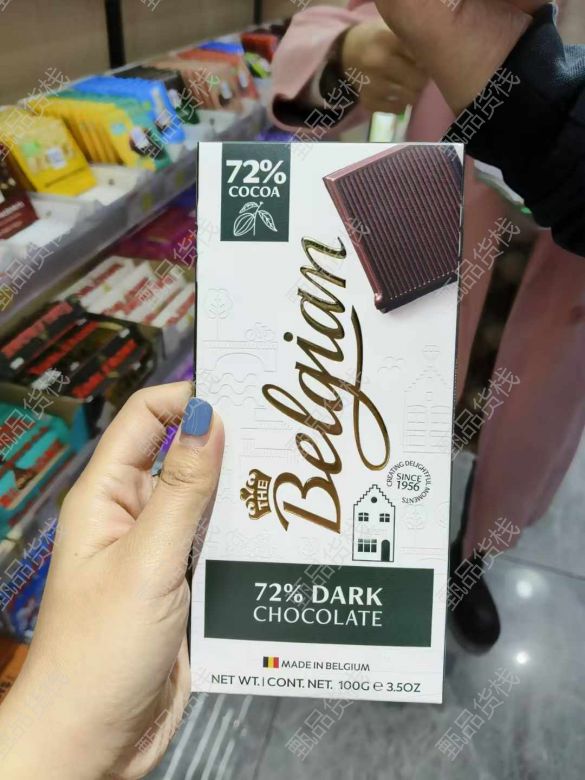 72%
COCOA
THE
Belgian
CREATING DELIGHTFUL MOMENTS
SINCE
1956
72% DARK
CHOCOLATE
MADE IN BELGIUM
NET WT. | CONT. NET. 100G e 3.5OZ
甄品货栈